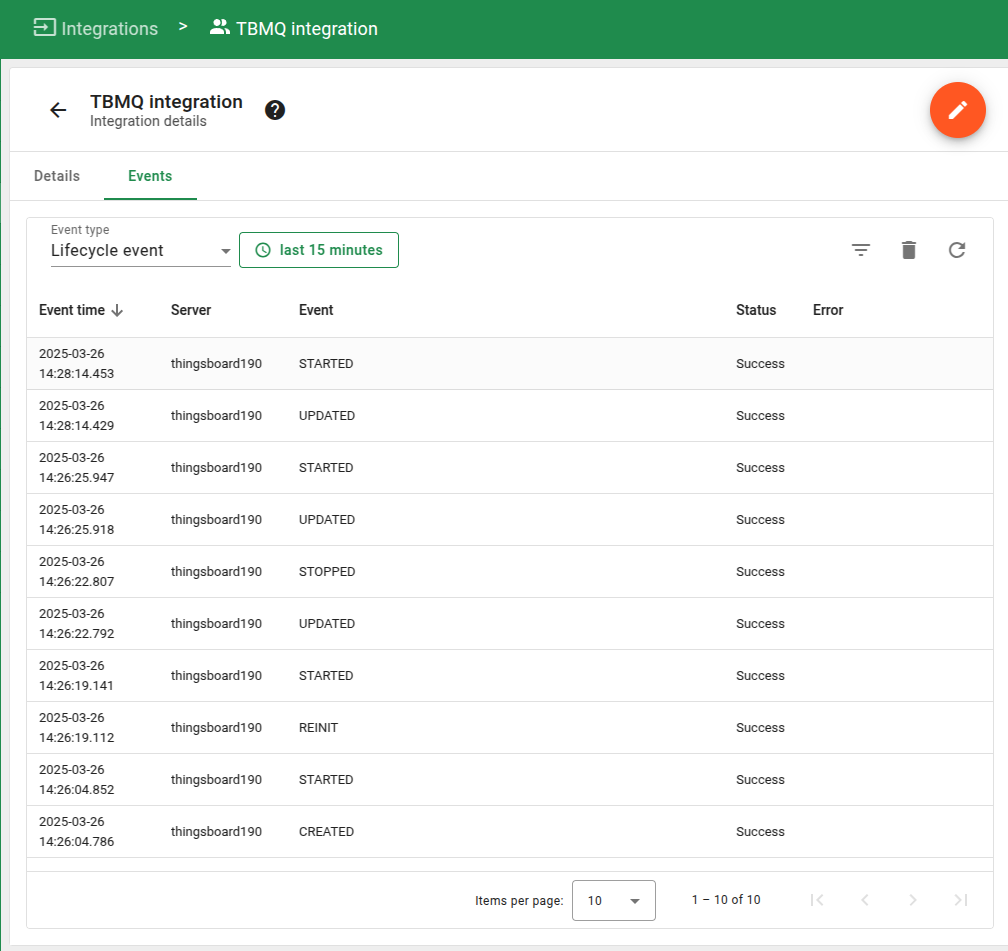 Integrations > TBMQ integration
TBMQ integration
Integration details
?
Details Events
Event type
Lifecycle event
last 15 minutes
Event time Server Event Status Error
2025-03-26
14:28:14.453 thingsboard190 STARTED Success
2025-03-26
14:28:14.429 thingsboard190 UPDATED Success
2025-03-26
14:26:25.947 thingsboard190 STARTED Success
2025-03-26
14:26:25.918 thingsboard190 UPDATED Success
2025-03-26
14:26:22.807 thingsboard190 STOPPED Success
2025-03-26
14:26:22.792 thingsboard190 UPDATED Success
2025-03-26
14:26:19.141 thingsboard190 STARTED Success
2025-03-26
14:26:19.112 thingsboard190 REINIT Success
2025-03-26
14:26:04.852 thingsboard190 STARTED Success
2025-03-26
14:26:04.786 thingsboard190 CREATED Success
Items per page: 10 1 – 10 of 10